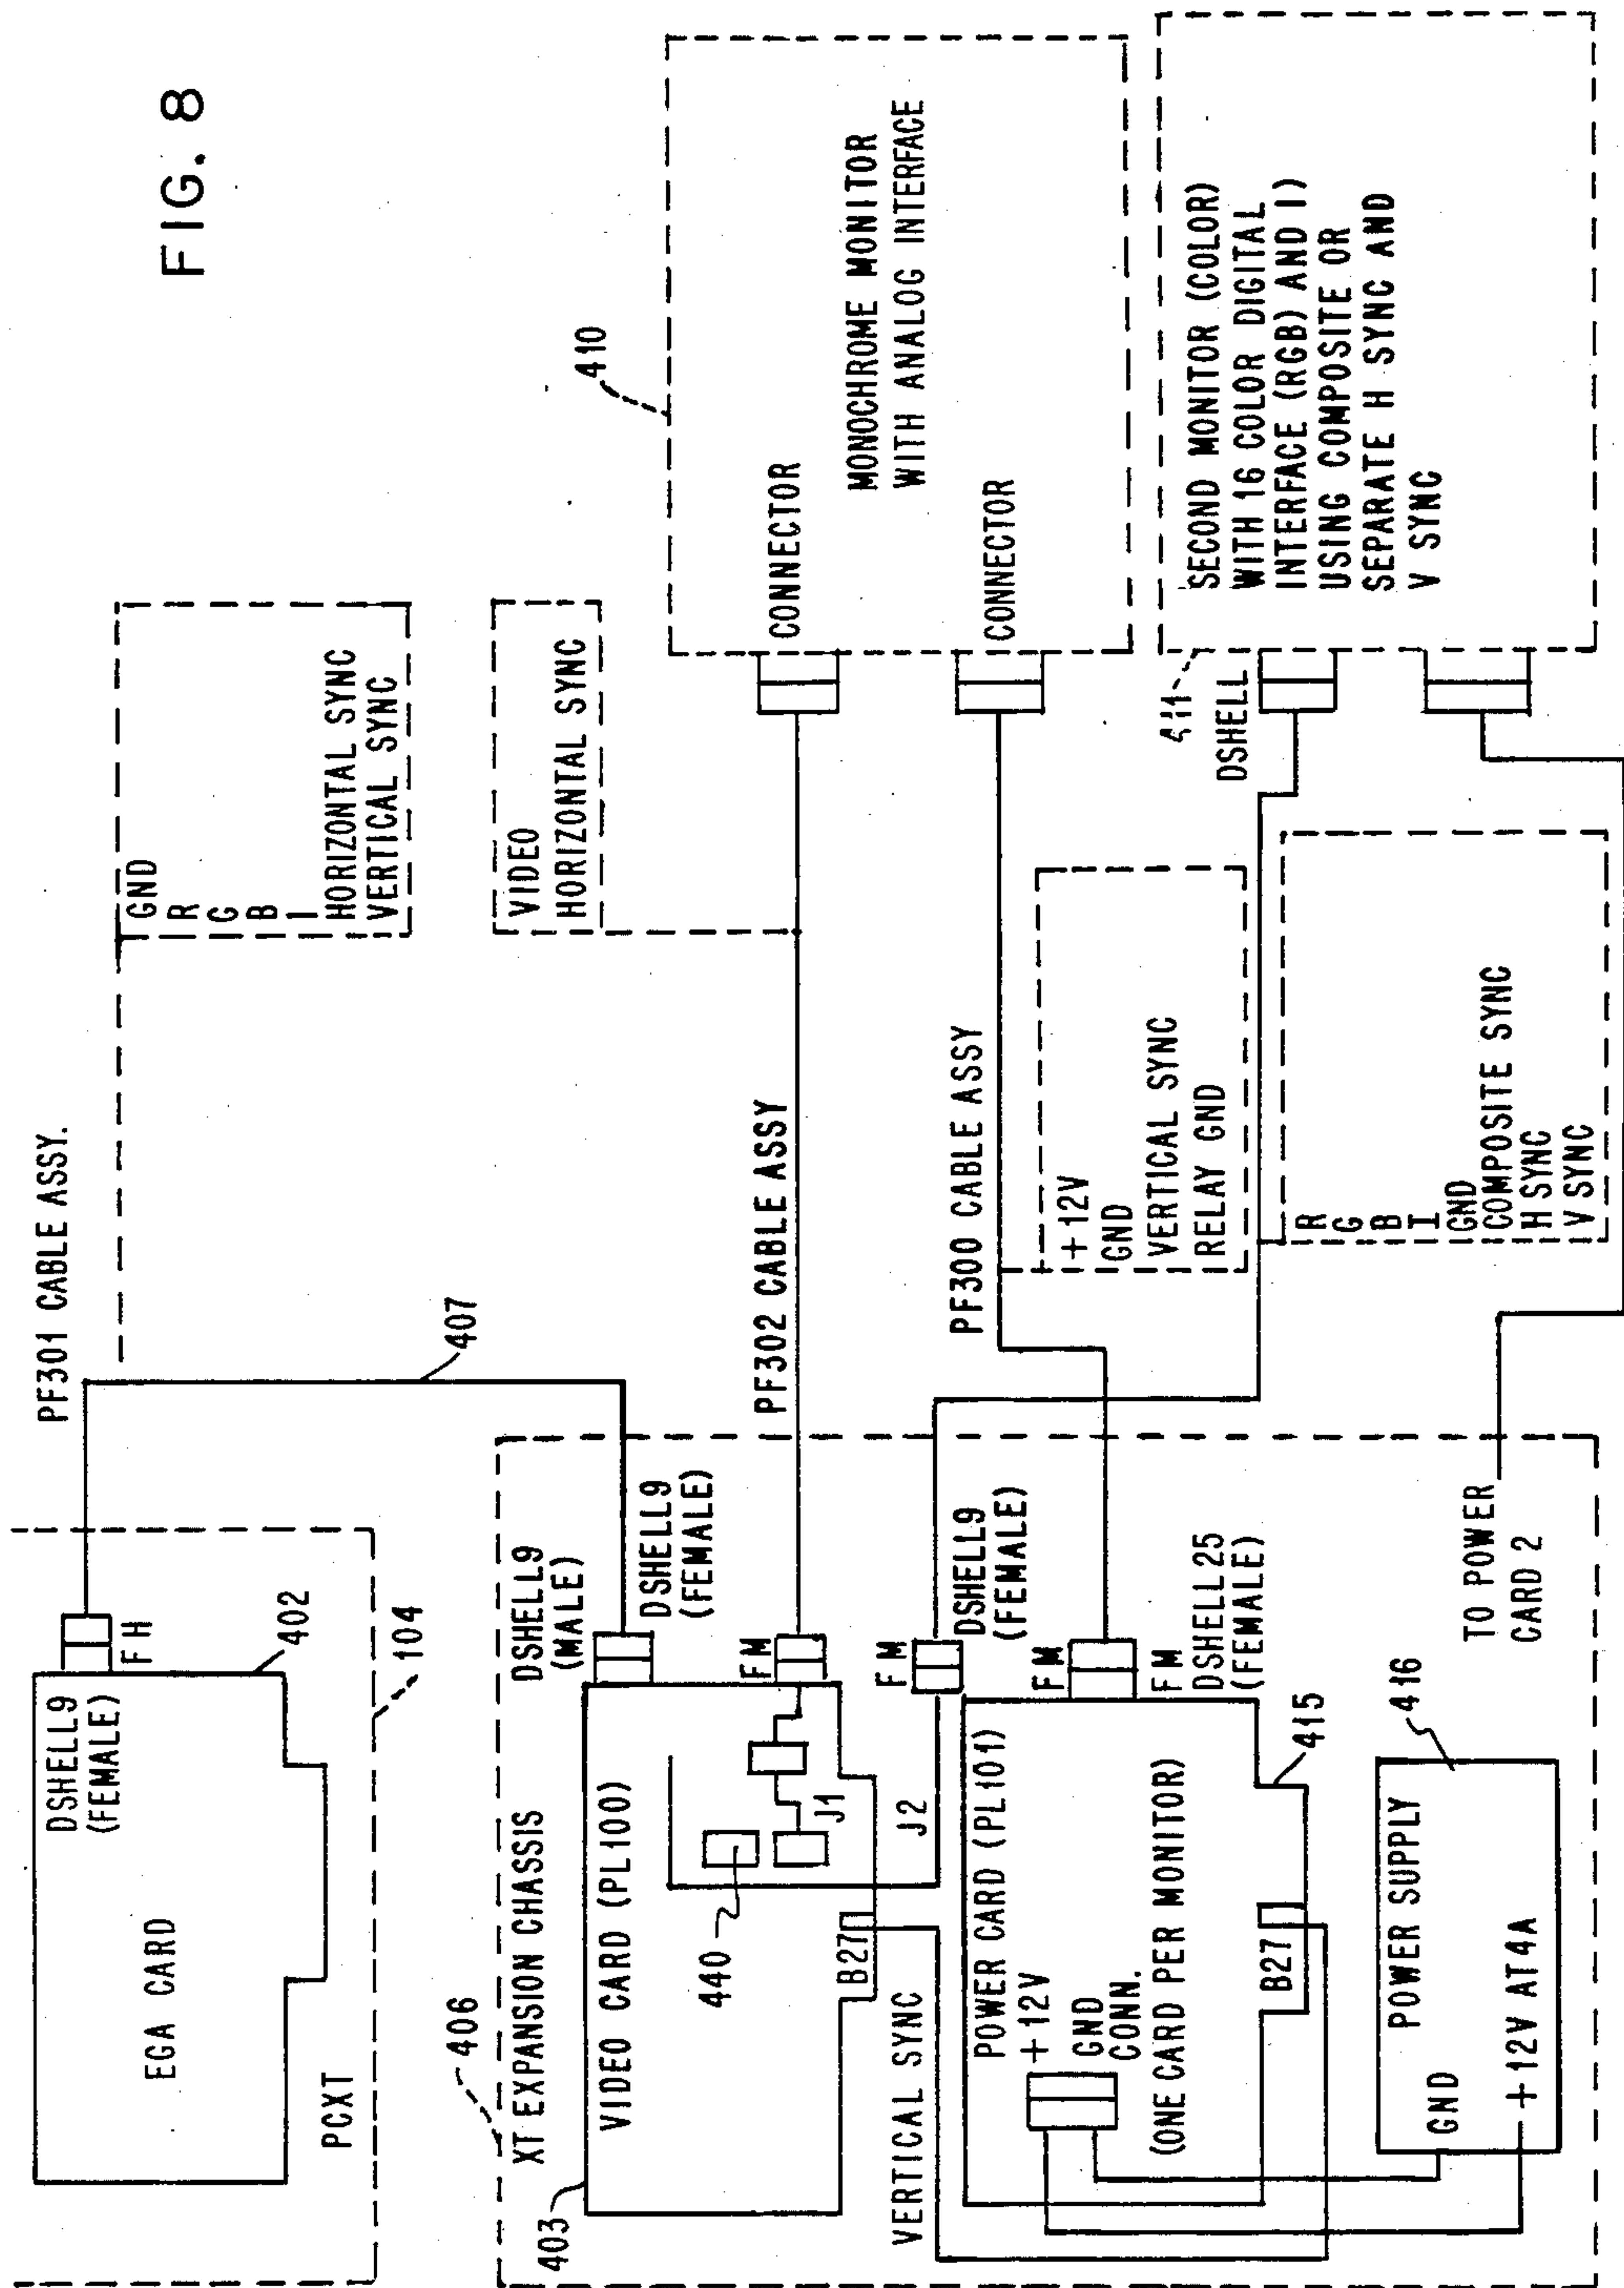 FIG. 8
PF301 CABLE ASSY.
GND
R
G
B
I
HORIZONTAL SYNC
VERTICAL SYNC
DSHELL9
(FEMALE)
F H
EGA CARD
402
PCXT
104
407
406
XT EXPANSION CHASSIS
403
VIDEO CARD (PL100)
DSHELL9
(MALE)
DSHELL9
(FEMALE)
F M
440
J1
B27
J2
VERTICAL SYNC
PF302 CABLE ASSY
VIDEO
HORIZONTAL SYNC
410
CONNECTOR
MONOCHROME MONITOR
WITH ANALOG INTERFACE
CONNECTOR
F M
DSHELL9
(FEMALE)
POWER CARD (PL101)
+12V
GND
CONN.
(ONE CARD PER MONITOR)
B27
F M
F M
DSHELL25
(FEMALE)
415
PF300 CABLE ASSY
+12V
GND
VERTICAL SYNC
RELAY GND
411
DSHELL
SECOND MONITOR (COLOR)
WITH 16 COLOR DIGITAL
INTERFACE (RGB) AND I)
USING COMPOSITE OR
SEPARATE H SYNC AND
V SYNC
R
G
B
I
GND
COMPOSITE SYNC
H SYNC
V SYNC
416
POWER SUPPLY
GND
+12V AT4A
TO POWER
CARD 2